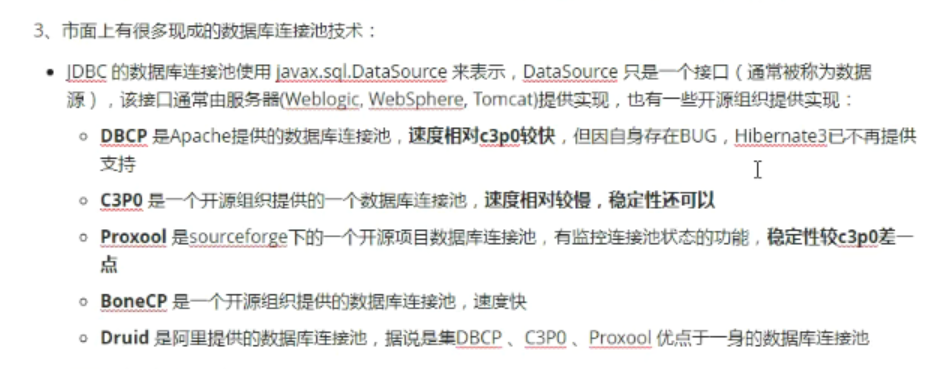 3、市面上有很多现成的数据库连接池技术：
• JDBC 的数据库连接池使用 javax.sql.DataSource 来表示，DataSource 只是一个接口（通常被称为数据
源），该接口通常由服务器(Weblogic, WebSphere, Tomcat)提供实现，也有一些开源组织提供实现：
◦ DBCP 是Apache提供的数据库连接池，速度相对c3p0较快，但因自身存在BUG，Hibernate3已不再提供
支持
◦ C3P0 是一个开源组织提供的一个数据库连接池，速度相对较慢，稳定性还可以
◦ Proxool 是sourceforge下的一个开源项目数据库连接池，有监控连接池状态的功能，稳定性较c3p0差一
点
◦ BoneCP 是一个开源组织提供的数据库连接池，速度快
◦ Druid 是阿里提供的数据库连接池，据说是集DBCP 、C3P0 、Proxool 优点于一身的数据库连接池